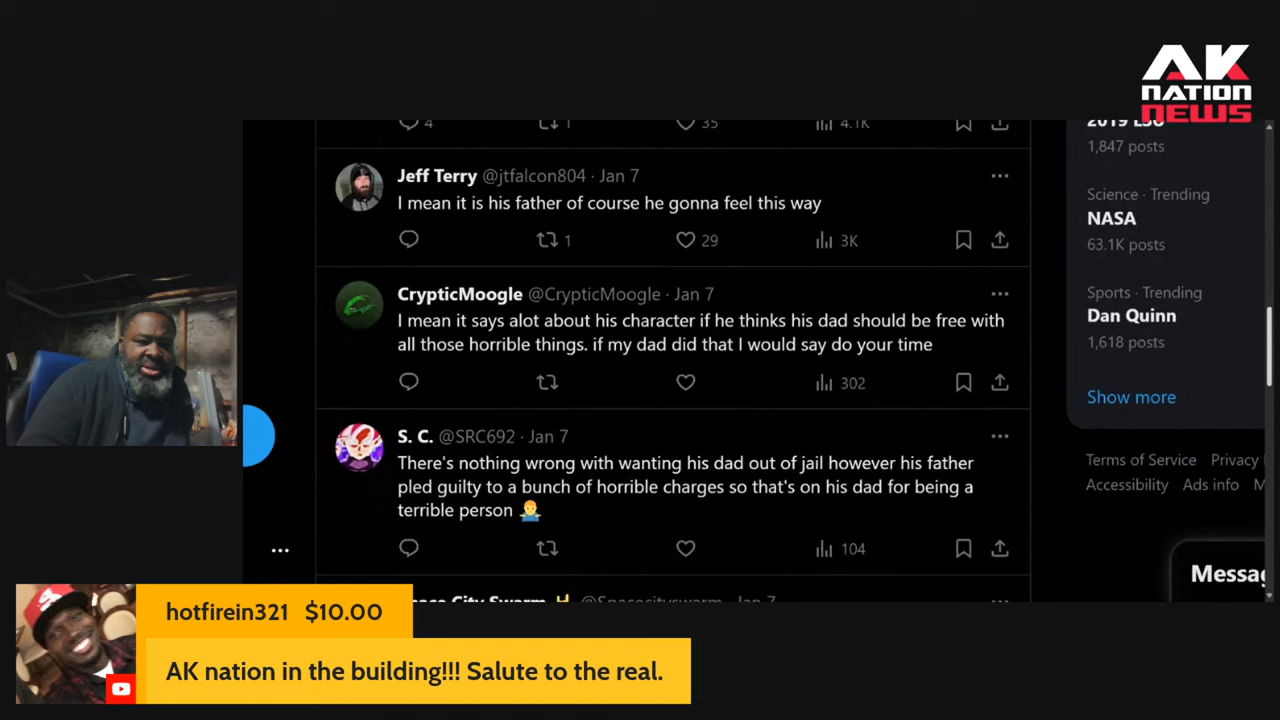 AK
NATION
NEWS
4 1 35 4.1K
2019 LSU
1,847 posts
Jeff Terry @jtfalcon804 · Jan 7 ···
I mean it is his father of course he gonna feel this way
1 29 3K
Science · Trending
NASA
63.1K posts
CrypticMoogle @CrypticMoogle · Jan 7 ···
I mean it says alot about his character if he thinks his dad should be free with
all those horrible things. if my dad did that I would say do your time
302
Sports · Trending
Dan Quinn
1,618 posts
Show more
S. C. @SRC692 · Jan 7 ···
There's nothing wrong with wanting his dad out of jail however his father
pled guilty to a bunch of horrible charges so that's on his dad for being a
terrible person 🤷‍♂️
104
Terms of Service Privacy
Accessibility Ads info M
···
City Swarm @Spacecityswarm · Jan 7
Messag
hotfirein321 $10.00
AK nation in the building!!! Salute to the real.